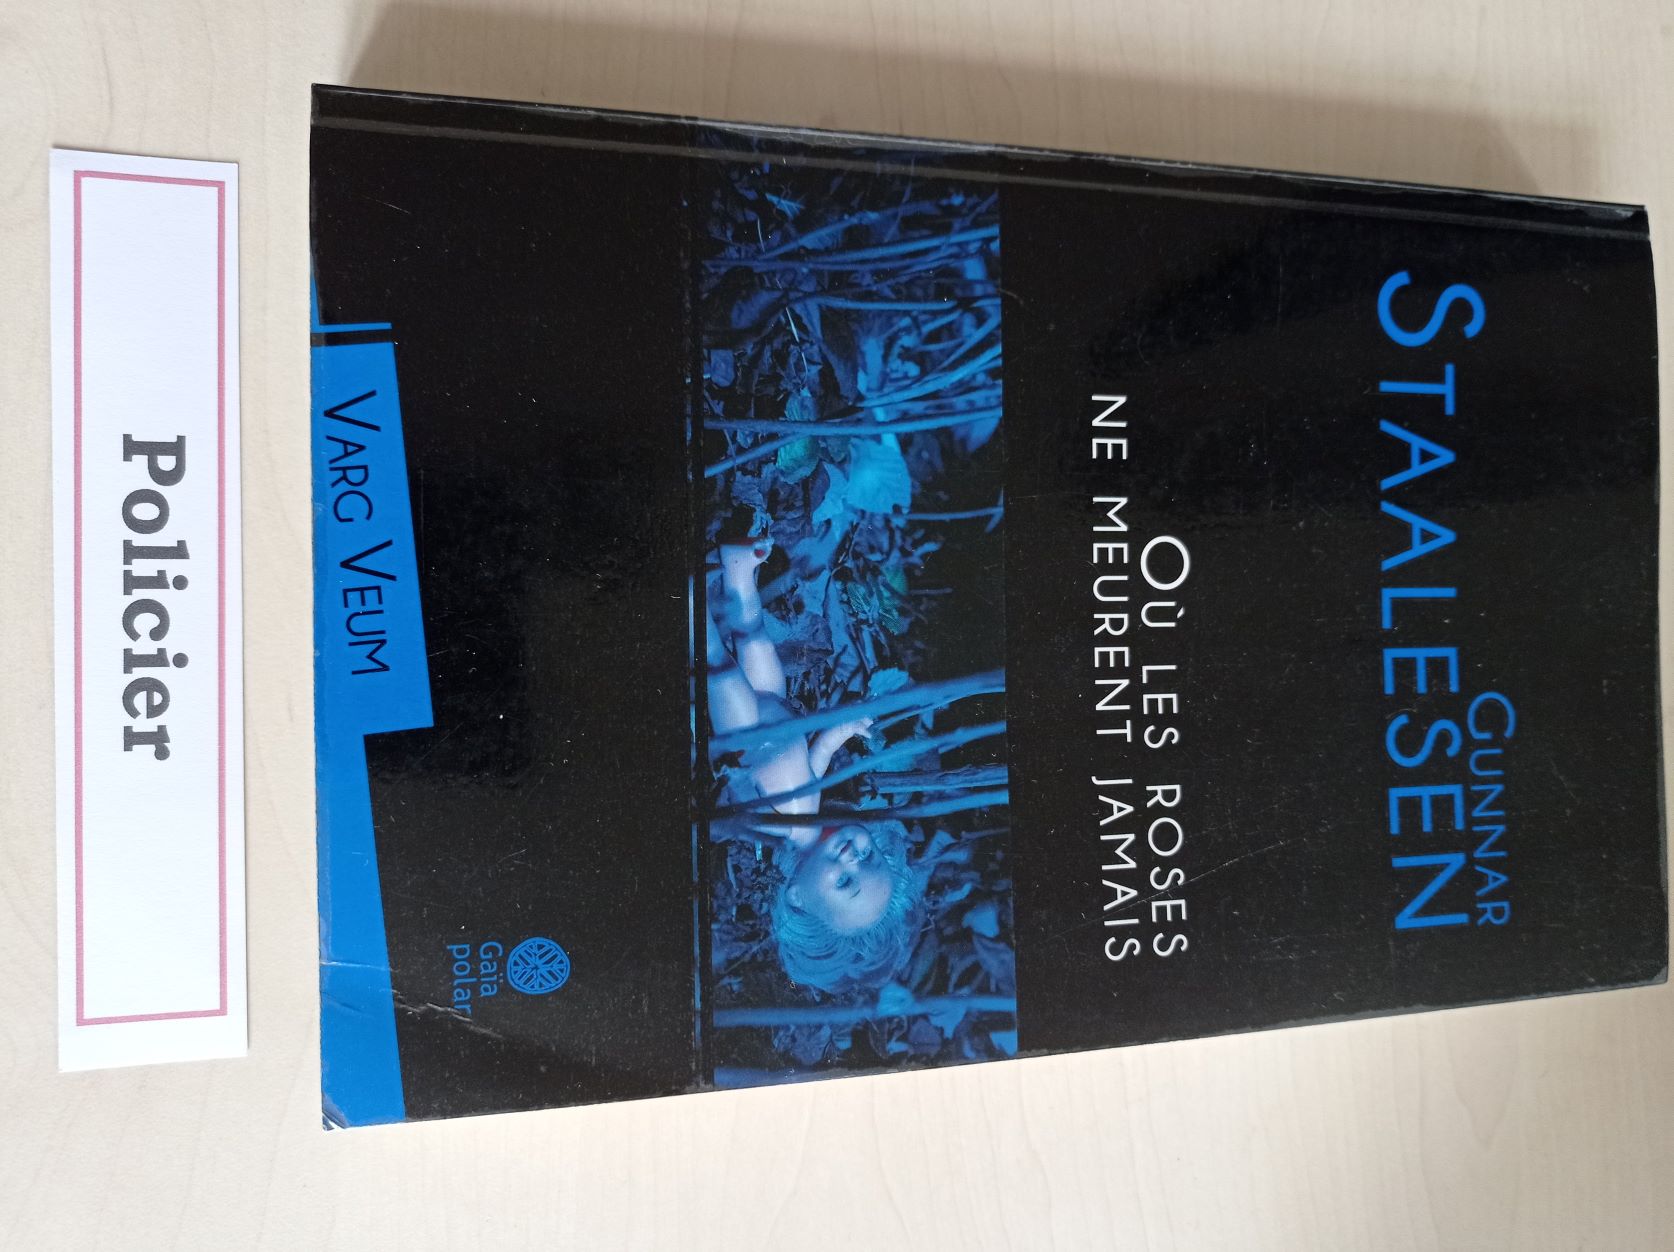 GUNNAR
STAALESEN
OÙ LES ROSES
NE MEURENT JAMAIS
Gaïa
polar
VARG VEUM
Policier